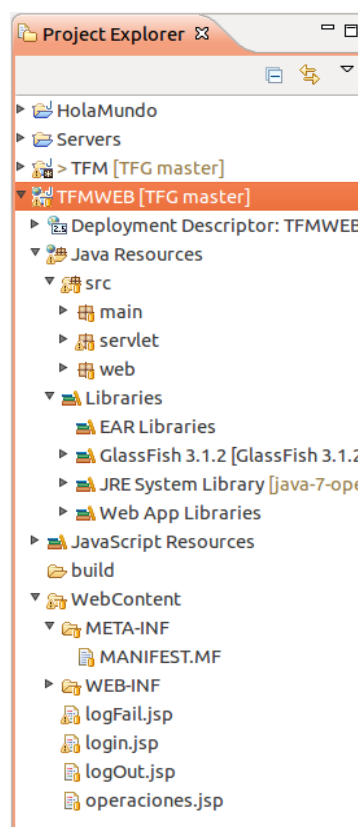 Project Explorer
HolaMundo
Servers
> TFM [TFG master]
TFMWEB [TFG master]
2.5 Deployment Descriptor: TFMWEB
Java Resources
src
main
servlet
web
Libraries
EAR Libraries
GlassFish 3.1.2 [GlassFish 3.1.2
JRE System Library [java-7-ope
Web App Libraries
JavaScript Resources
build
WebContent
META-INF
MANIFEST.MF
WEB-INF
logFail.jsp
login.jsp
logOut.jsp
operaciones.jsp